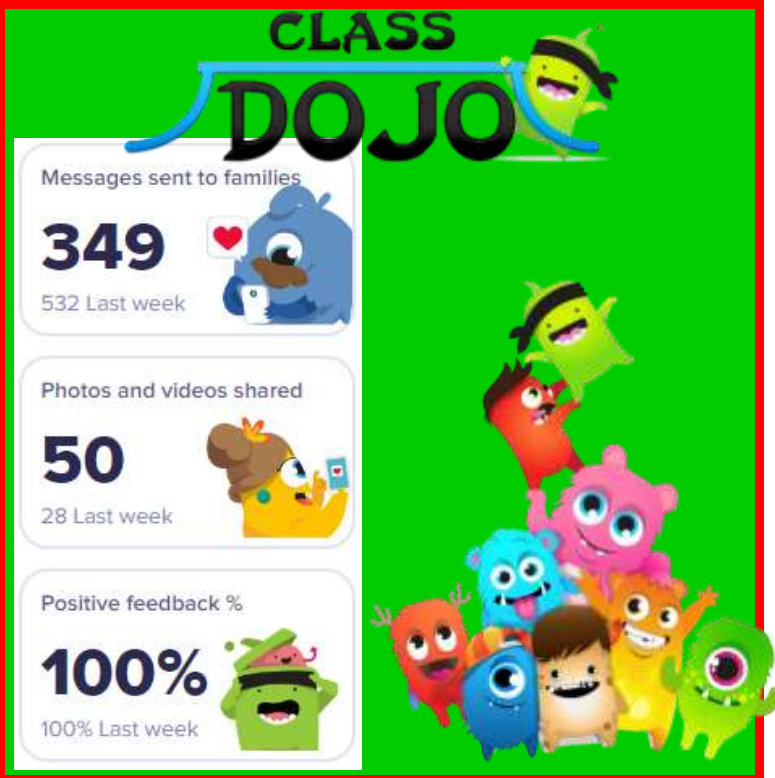 CLASS
DOJO
Messages sent to families
349
532 Last week
Photos and videos shared
50
28 Last week
Positive feedback %
100%
100% Last week